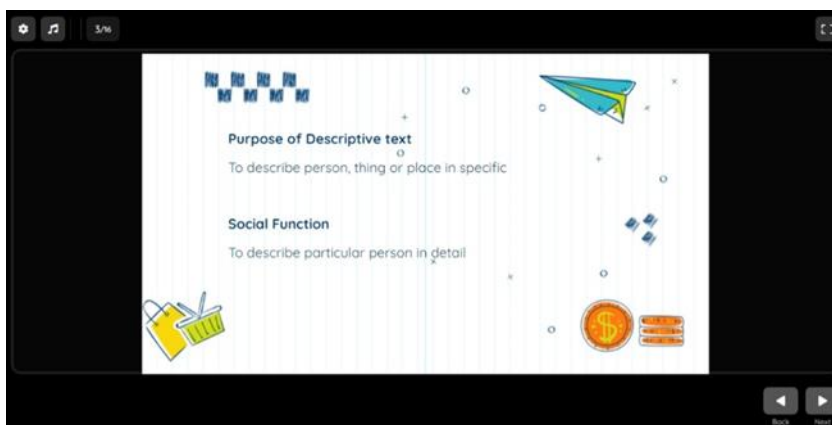 3/16
Purpose of Descriptive text
To describe person, thing or place in specific
Social Function
To describe particular person in detail
Back
Next